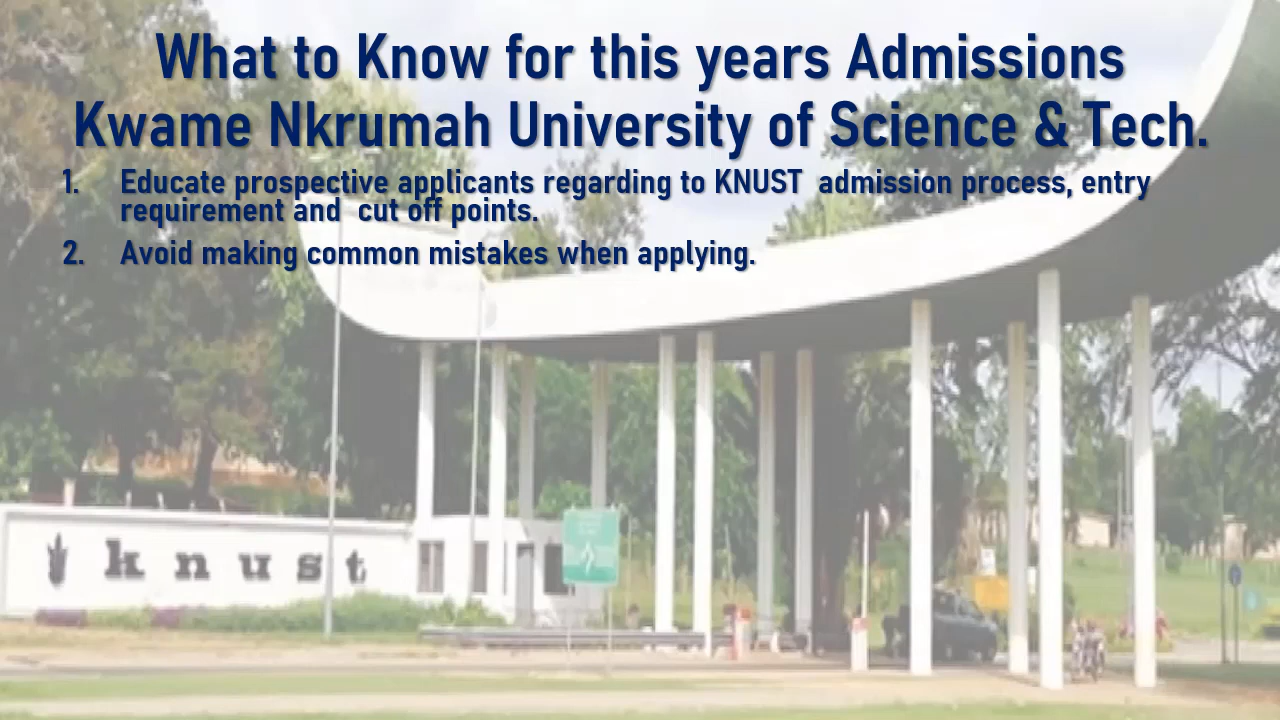 What to Know for this years Admissions
Kwame Nkrumah University of Science & Tech.
1. Educate prospective applicants regarding to KNUST admission process, entry
requirement and cut off points.
2. Avoid making common mistakes when applying.
knust